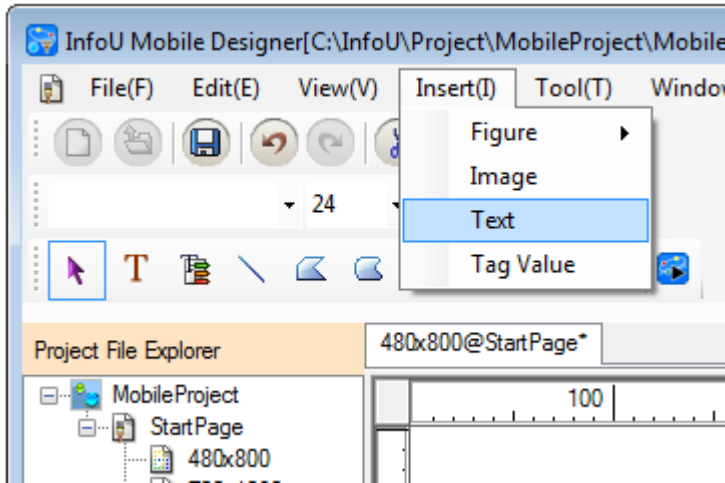 InfoU Mobile Designer[C:\InfoU\Project\MobileProject\Mobile
File(F) Edit(E) View(V) Insert(I) Tool(T) Window
Figure
Image
24
Text
T
Tag Value
Project File Explorer
480x800@StartPage*
MobileProject
100
StartPage
480x800